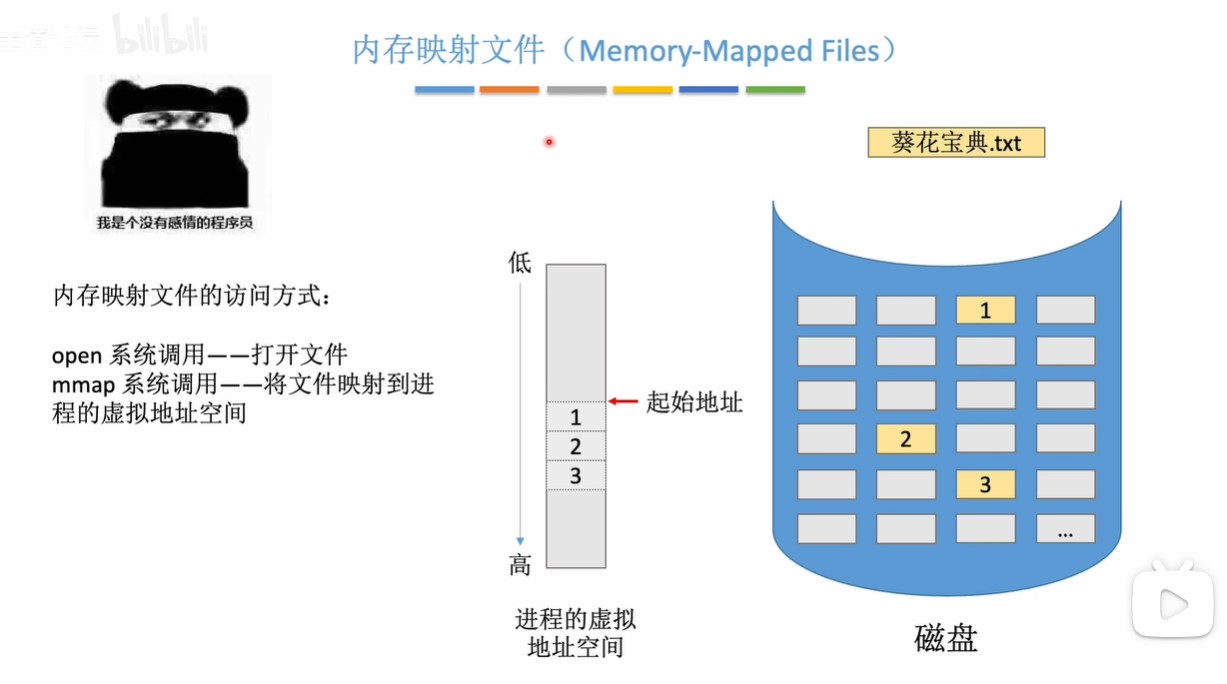 bilibili
内存映射文件（Memory-Mapped Files）
葵花宝典.txt
我是个没有感情的程序员
内存映射文件的访问方式：
open 系统调用——打开文件
mmap 系统调用——将文件映射到进
程的虚拟地址空间
低
起始地址
1
2
3
高
进程的虚拟
地址空间
1
2
3
...
磁盘